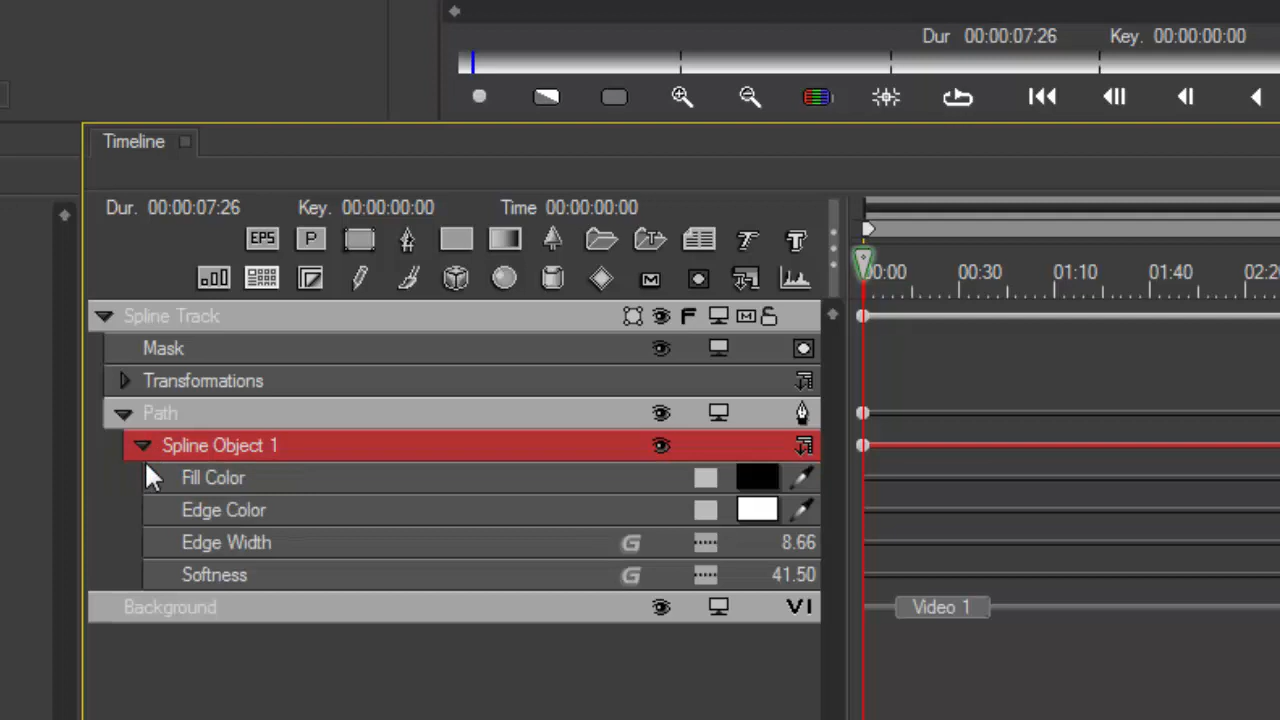 Dur 00:00:07:26 Key. 00:00:00:00
Timeline
Dur. 00:00:07:26 Key. 00:00:00:00 Time 00:00:00:00
EPS P T T T
M
00:00 00:30 01:10 01:40 02:20
Spline Track F M
Mask
Transformations
Path
Spline Object 1
Fill Color
Edge Color
Edge Width G 8.66
Softness G 41.50
Background V1 Video 1